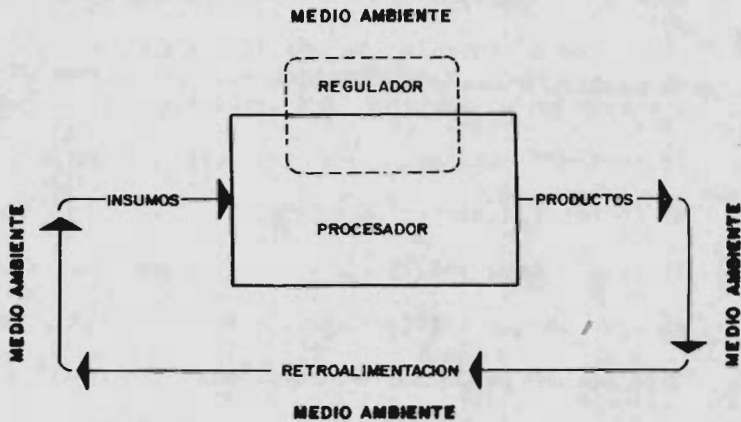 MEDIO AMBIENTE
REGULADOR
INSUMOS
PRODUCTOS
PROCESADOR
MEDIO AMBIENTE
MEDIO AMBIENTE
RETROALIMENTACION
MEDIO AMBIENTE